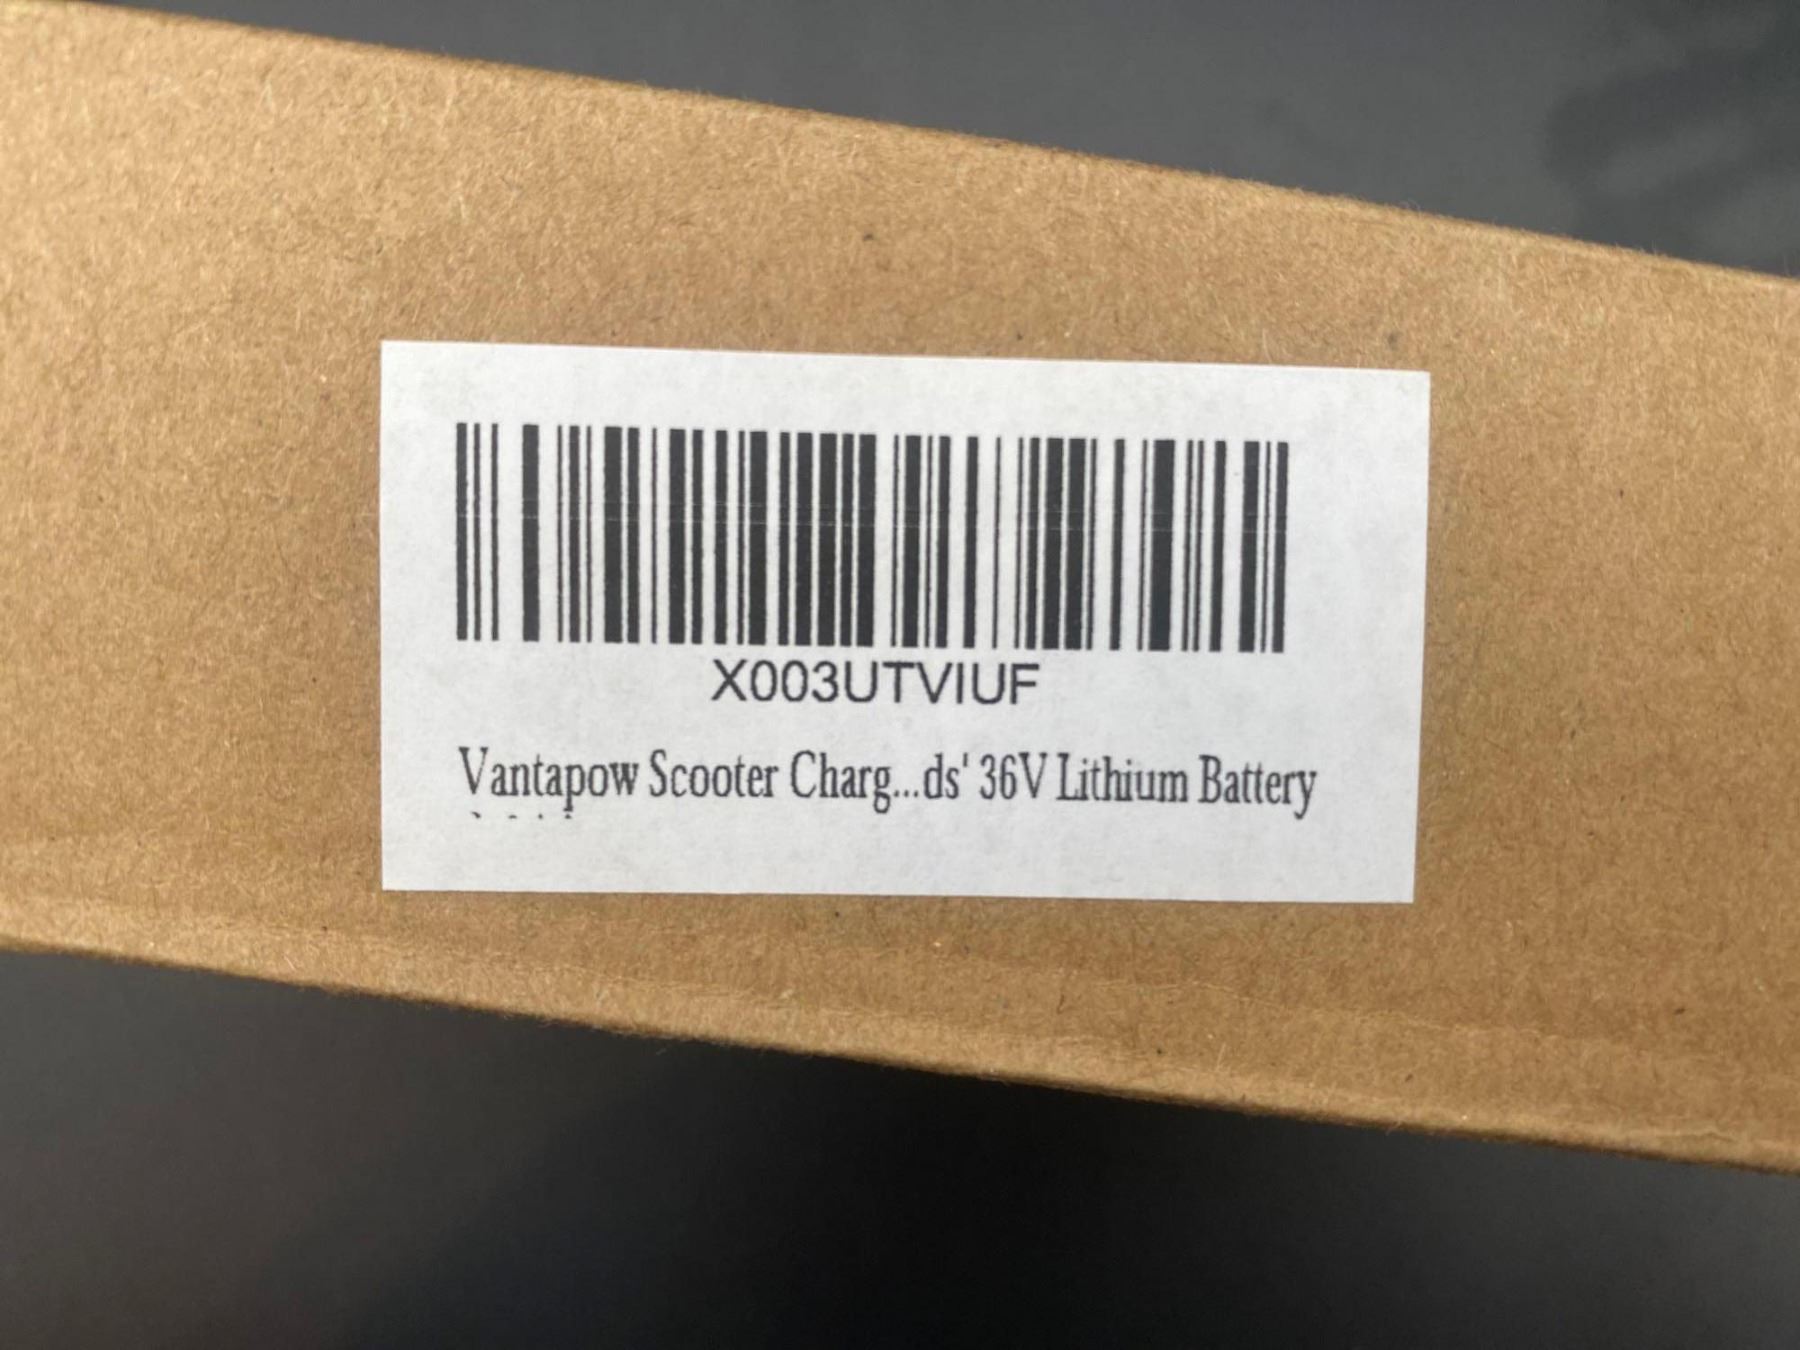 X003UTVIUF
Vantapow Scooter Charg...ds' 36V Lithium Battery